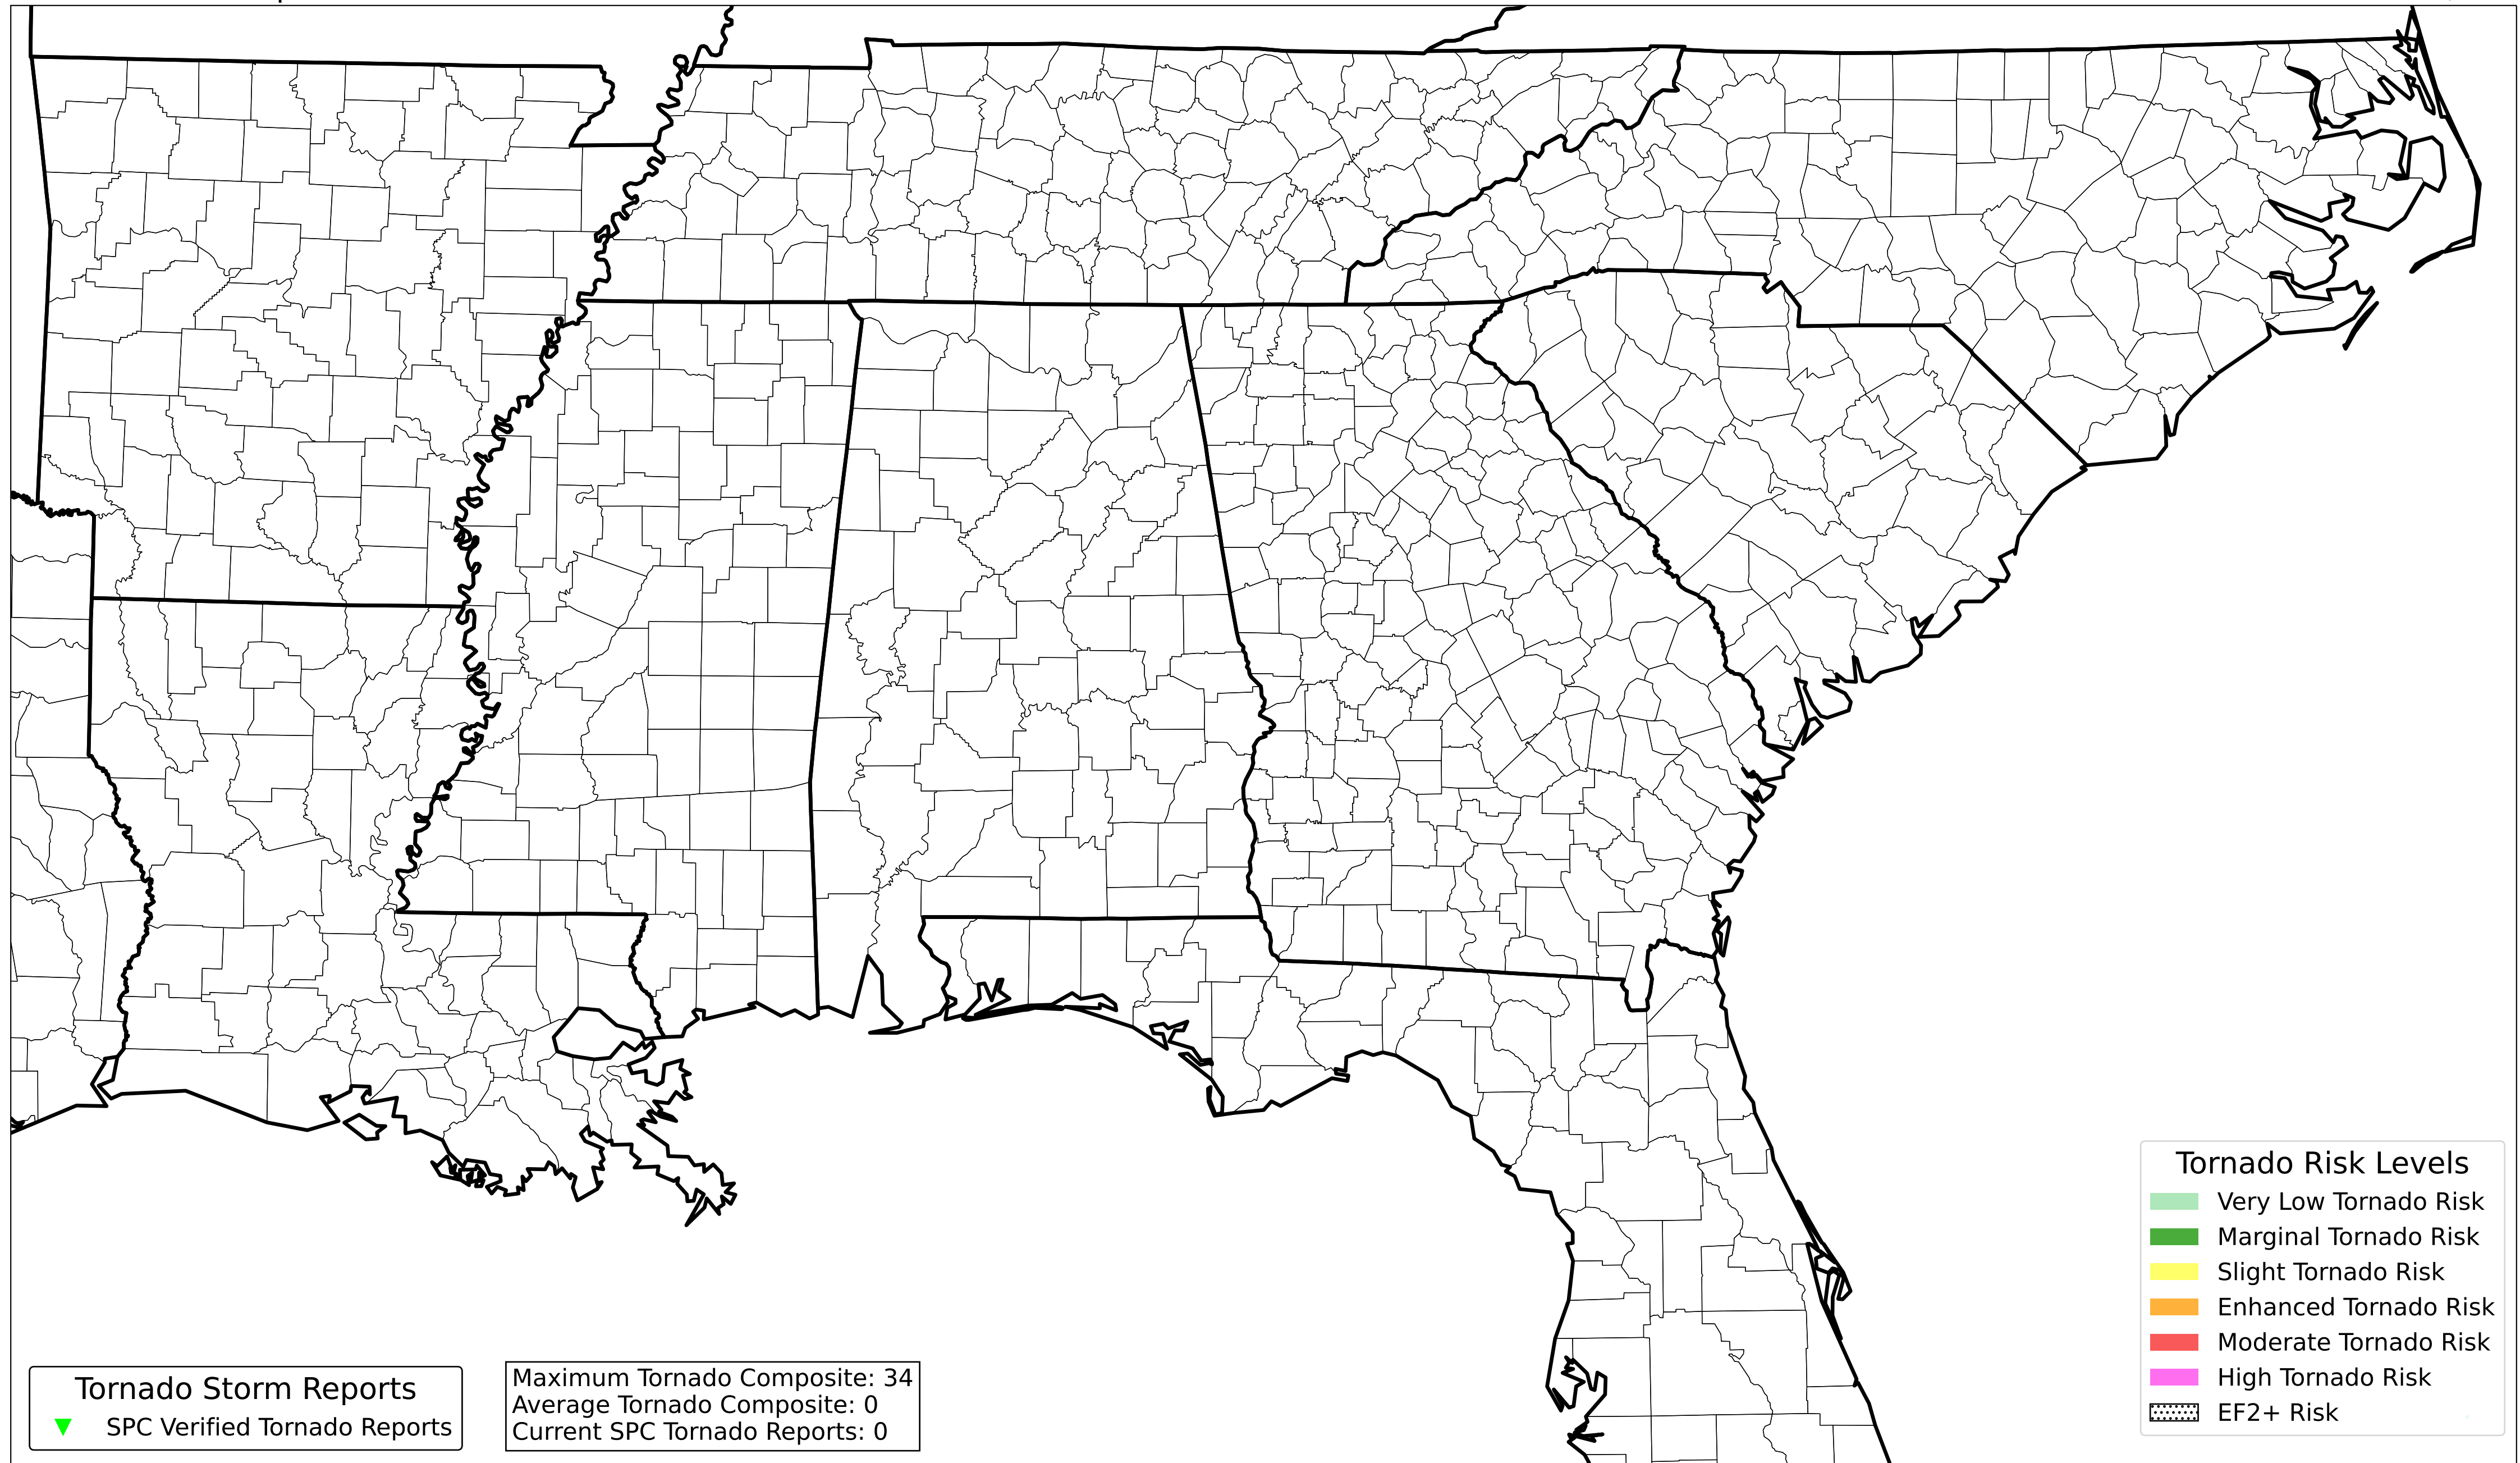 Tornado Risk Levels
Very Low Tornado Risk
Marginal Tornado Risk
Slight Tornado Risk
Enhanced Tornado Risk
Moderate Tornado Risk
High Tornado Risk
EF2+ Risk
Tornado Storm Reports
SPC Verified Tornado Reports
Maximum Tornado Composite: 34
Average Tornado Composite: 0
Current SPC Tornado Reports: 0